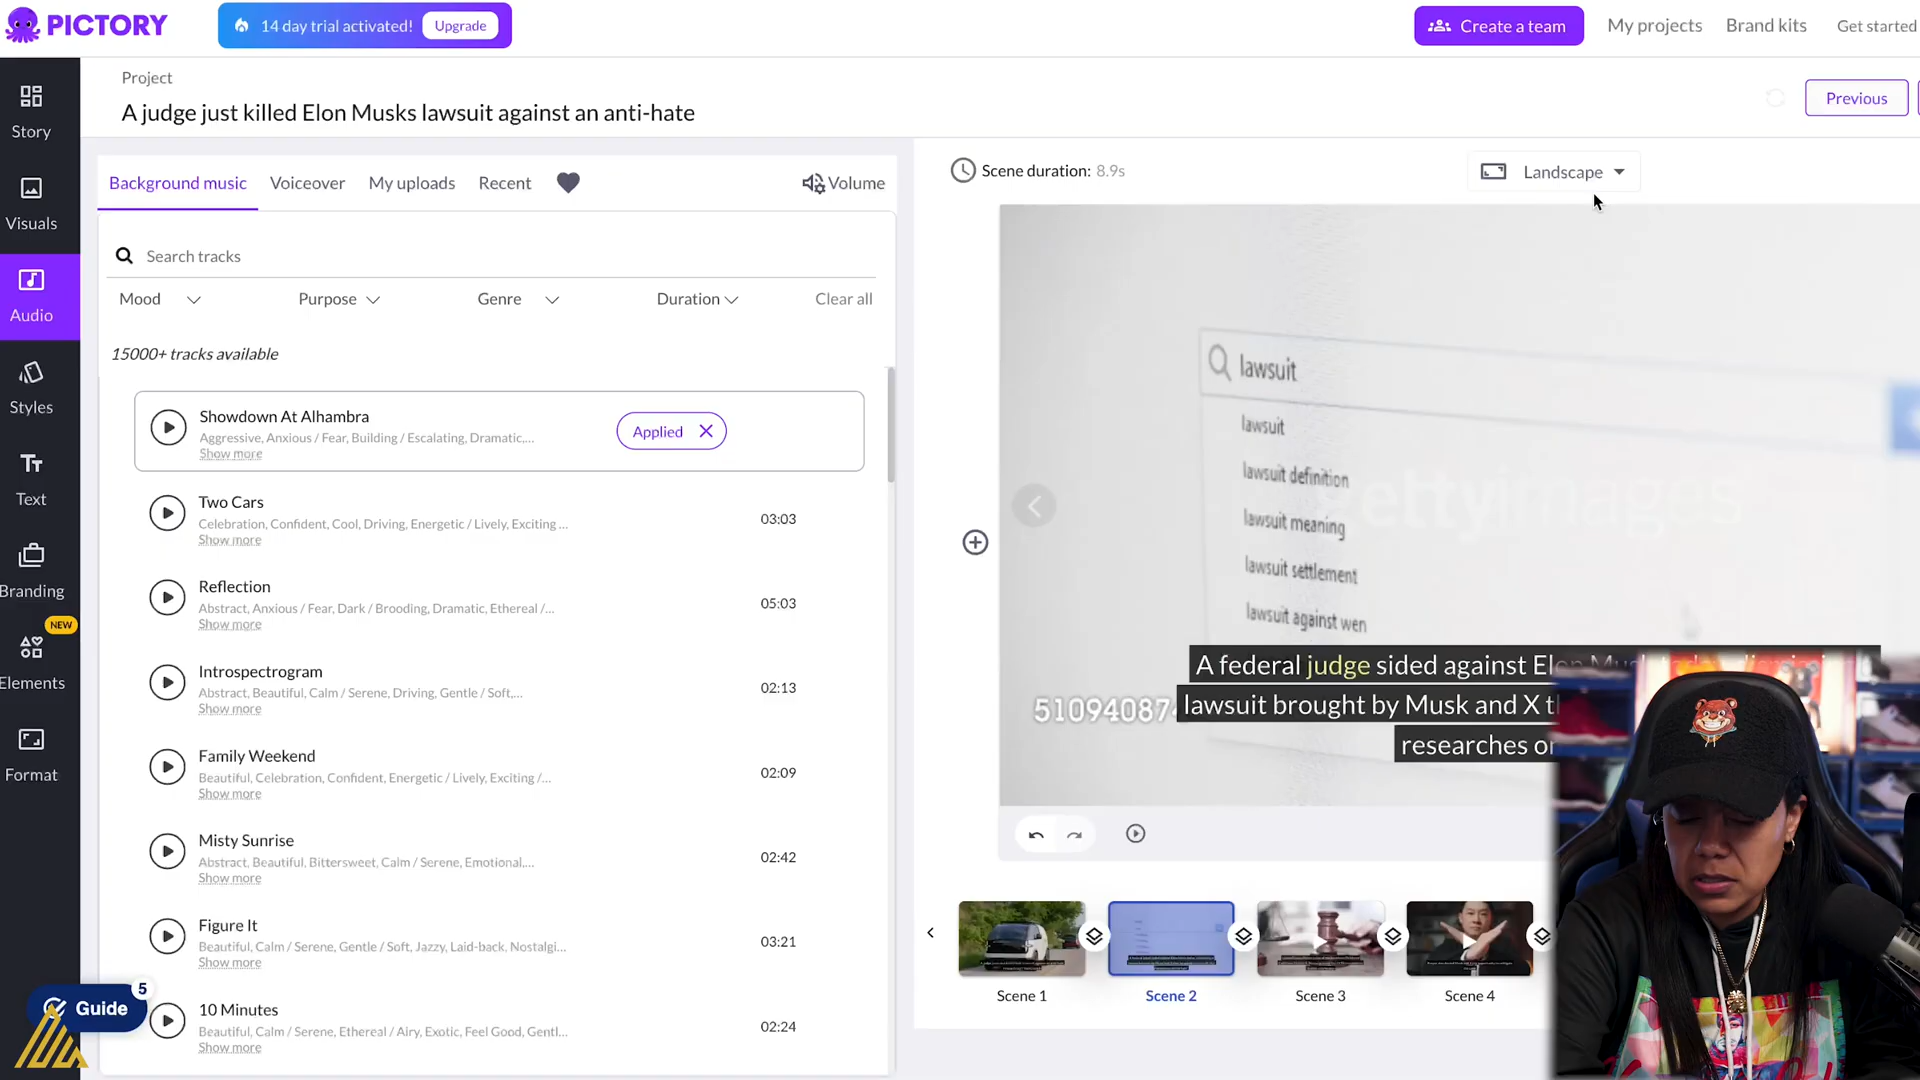 PICTORY
14 day trial activated!
Upgrade
Create a team
My projects
Brand kits
Get started
Project
A judge just killed Elon Musks lawsuit against an anti-hate
Previous
Story
Visuals
Audio
Styles
Text
Branding
NEW
Elements
Format
Guide
5
Background music
Voiceover
My uploads
Recent
Volume
Search tracks
Mood
Purpose
Genre
Duration
Clear all
15000+ tracks available
Showdown At Alhambra
Aggressive, Anxious / Fear, Building / Escalating, Dramatic,...
Show more
Applied
Two Cars
Celebration, Confident, Cool, Driving, Energetic / Lively, Exciting ...
Show more
03:03
Reflection
Abstract, Anxious / Fear, Dark / Brooding, Dramatic, Ethereal /...
Show more
05:03
Introspectrogram
Abstract, Beautiful, Calm / Serene, Driving, Gentle / Soft,...
Show more
02:13
Family Weekend
Beautiful, Celebration, Confident, Energetic / Lively, Exciting /...
Show more
02:09
Misty Sunrise
Abstract, Beautiful, Bittersweet, Calm / Serene, Emotional,...
Show more
02:42
Figure It
Beautiful, Calm / Serene, Gentle / Soft, Jazzy, Laid-back, Nostalgi...
Show more
03:21
10 Minutes
Beautiful, Calm / Serene, Ethereal / Airy, Exotic, Feel Good, Gentl...
Show more
02:24
Scene duration: 8.9s
Landscape
lawsuit
lawsuit
lawsuit definition
lawsuit meaning
lawsuit settlement
lawsuit against wen
ettyimages
A federal judge sided against
lawsuit brought by Musk and X
researches
51094087
Scene 1
Scene 2
Scene 3
Scene 4